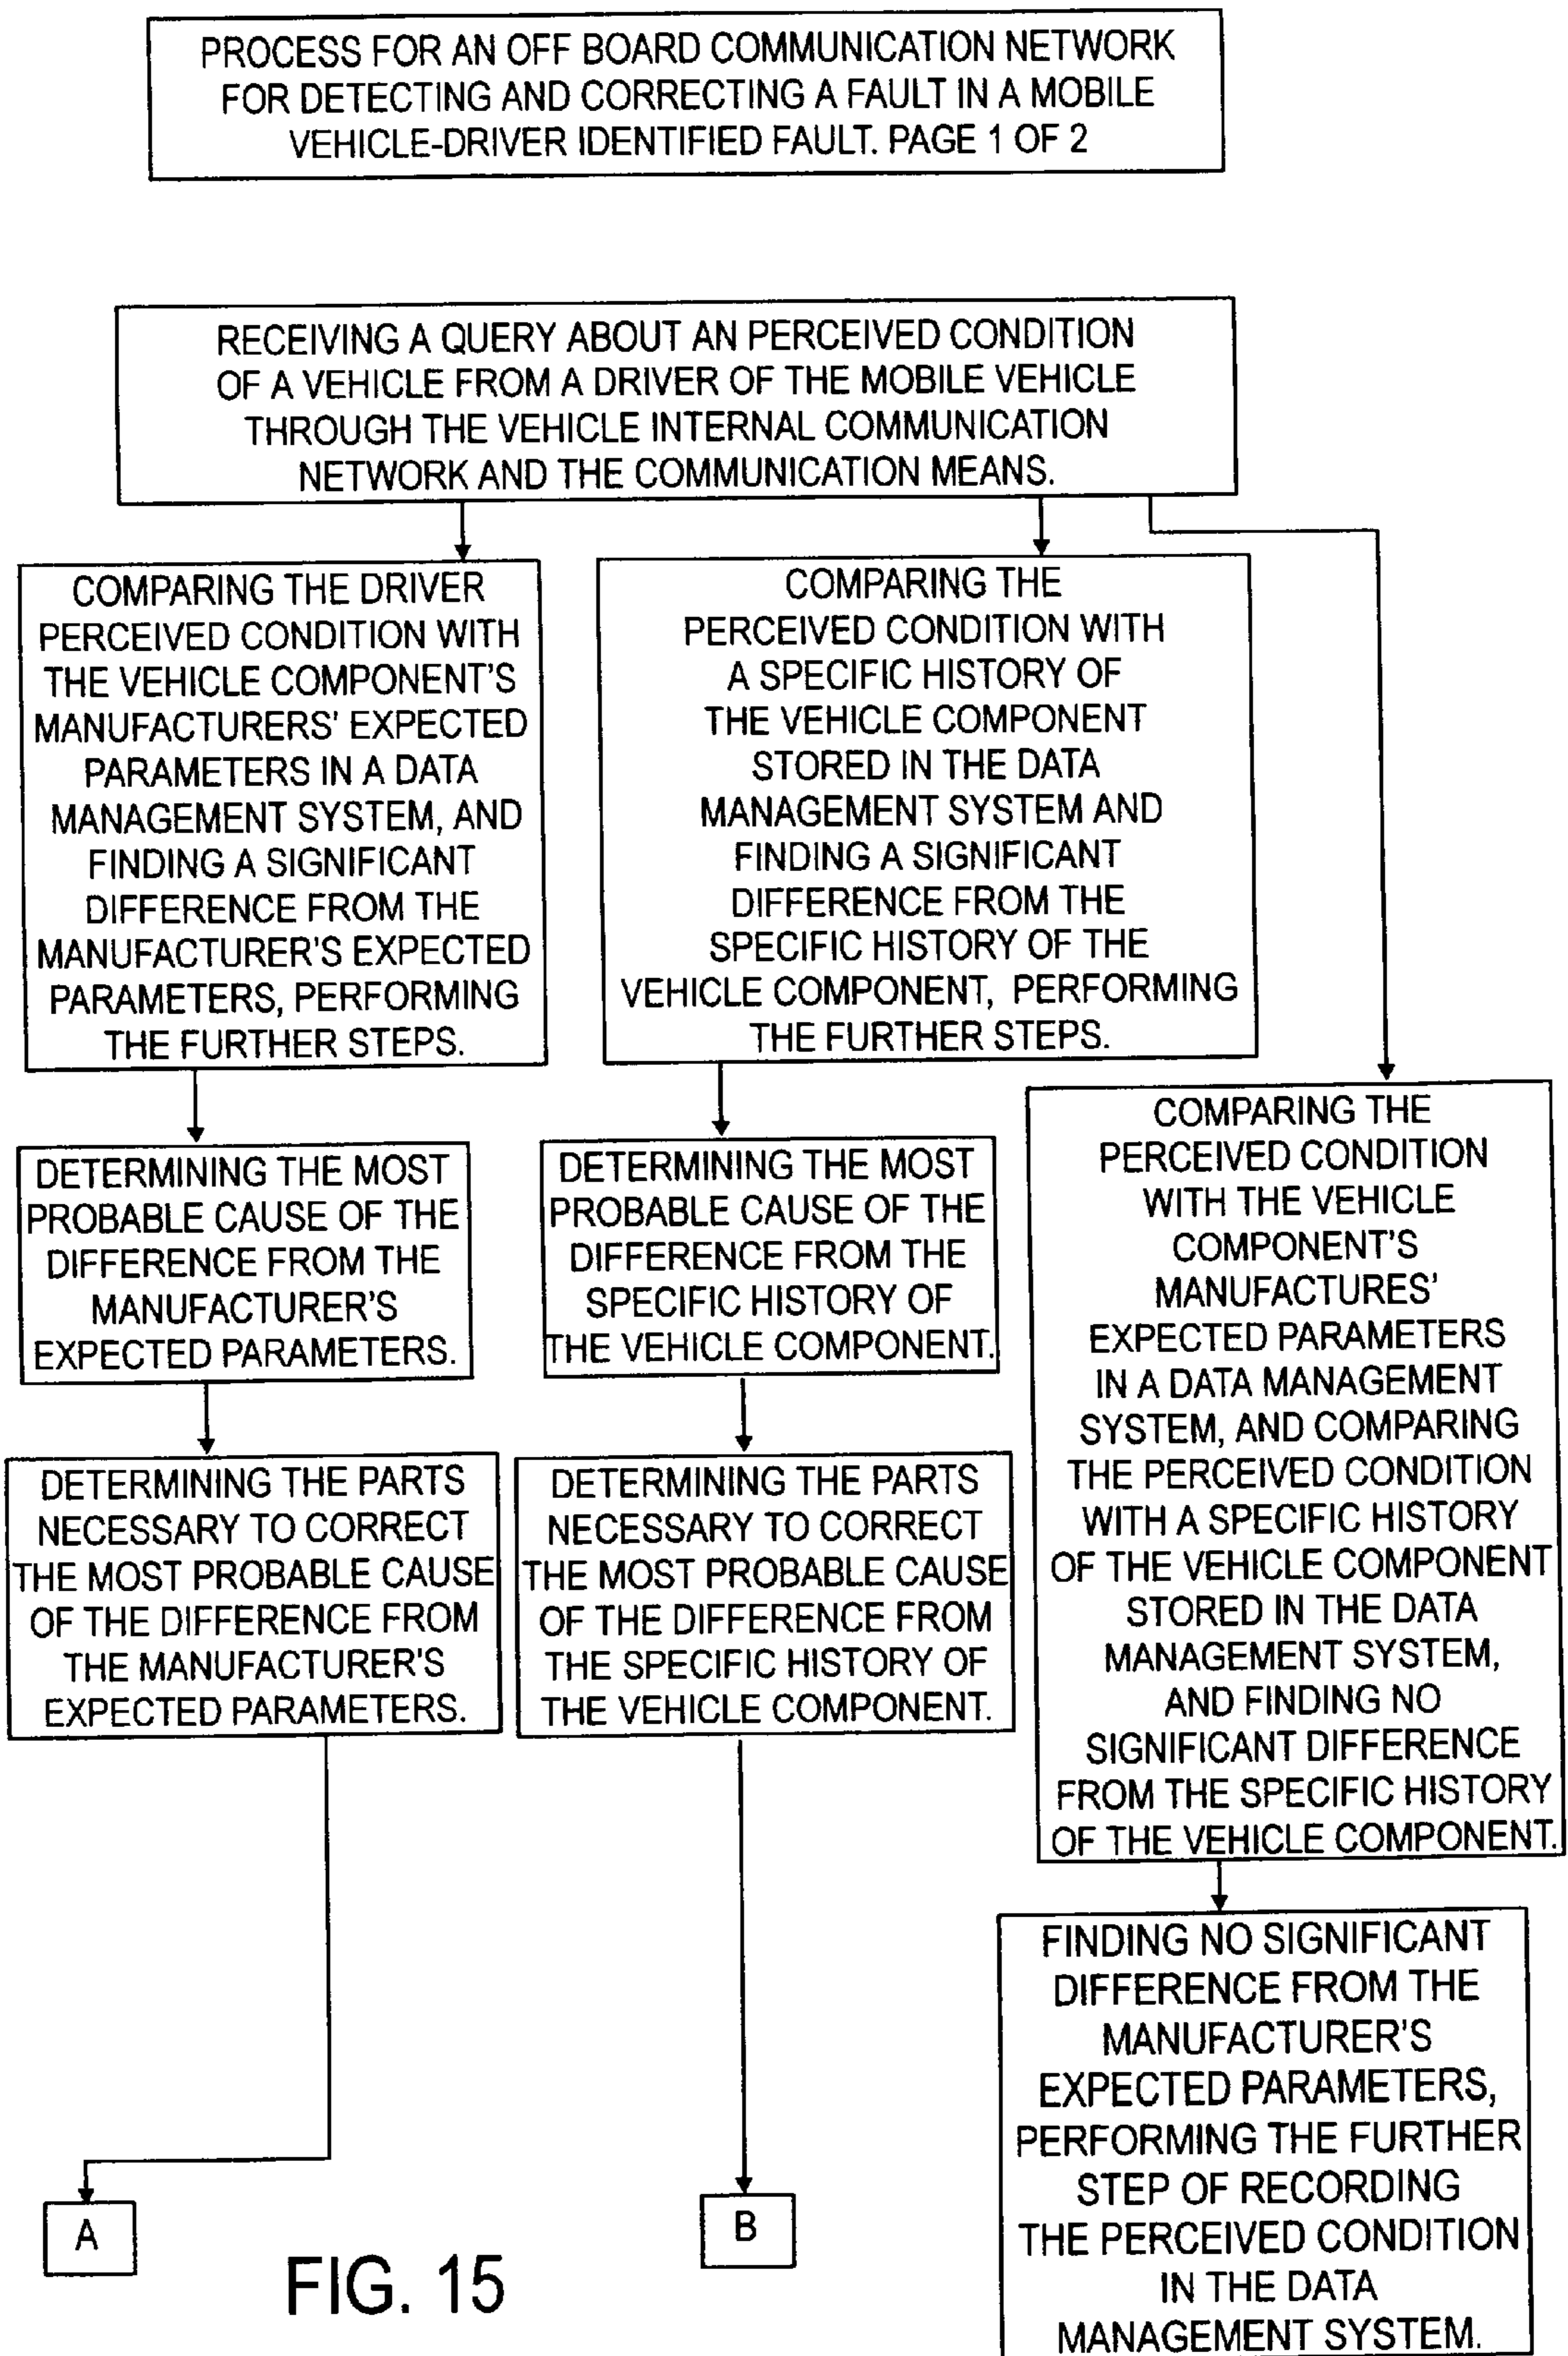 PROCESS FOR AN OFF BOARD COMMUNICATION NETWORK
FOR DETECTING AND CORRECTING A FAULT IN A MOBILE
VEHICLE-DRIVER IDENTIFIED FAULT. PAGE 1 OF 2
RECEIVING A QUERY ABOUT AN PERCEIVED CONDITION
OF A VEHICLE FROM A DRIVER OF THE MOBILE VEHICLE
THROUGH THE VEHICLE INTERNAL COMMUNICATION
NETWORK AND THE COMMUNICATION MEANS.
COMPARING THE DRIVER
PERCEIVED CONDITION WITH
THE VEHICLE COMPONENT'S
MANUFACTURERS' EXPECTED
PARAMETERS IN A DATA
MANAGEMENT SYSTEM, AND
FINDING A SIGNIFICANT
DIFFERENCE FROM THE
MANUFACTURER'S EXPECTED
PARAMETERS, PERFORMING
THE FURTHER STEPS.
COMPARING THE
PERCEIVED CONDITION WITH
A SPECIFIC HISTORY OF
THE VEHICLE COMPONENT
STORED IN THE DATA
MANAGEMENT SYSTEM AND
FINDING A SIGNIFICANT
DIFFERENCE FROM THE
SPECIFIC HISTORY OF THE
VEHICLE COMPONENT, PERFORMING
THE FURTHER STEPS.
DETERMINING THE MOST
PROBABLE CAUSE OF THE
DIFFERENCE FROM THE
MANUFACTURER'S
EXPECTED PARAMETERS.
DETERMINING THE MOST
PROBABLE CAUSE OF THE
DIFFERENCE FROM THE
SPECIFIC HISTORY OF
THE VEHICLE COMPONENT.
COMPARING THE
PERCEIVED CONDITION
WITH THE VEHICLE
COMPONENT'S
MANUFACTURES'
EXPECTED PARAMETERS
IN A DATA MANAGEMENT
SYSTEM, AND COMPARING
THE PERCEIVED CONDITION
WITH A SPECIFIC HISTORY
OF THE VEHICLE COMPONENT
STORED IN THE DATA
MANAGEMENT SYSTEM,
AND FINDING NO
SIGNIFICANT DIFFERENCE
FROM THE SPECIFIC HISTORY
OF THE VEHICLE COMPONENT.
DETERMINING THE PARTS
NECESSARY TO CORRECT
THE MOST PROBABLE CAUSE
OF THE DIFFERENCE FROM
THE MANUFACTURER'S
EXPECTED PARAMETERS.
DETERMINING THE PARTS
NECESSARY TO CORRECT
THE MOST PROBABLE CAUSE
OF THE DIFFERENCE FROM
THE SPECIFIC HISTORY OF
THE VEHICLE COMPONENT.
FINDING NO SIGNIFICANT
DIFFERENCE FROM THE
MANUFACTURER'S
EXPECTED PARAMETERS,
PERFORMING THE FURTHER
STEP OF RECORDING
THE PERCEIVED CONDITION
IN THE DATA
MANAGEMENT SYSTEM.
A
B
FIG. 15